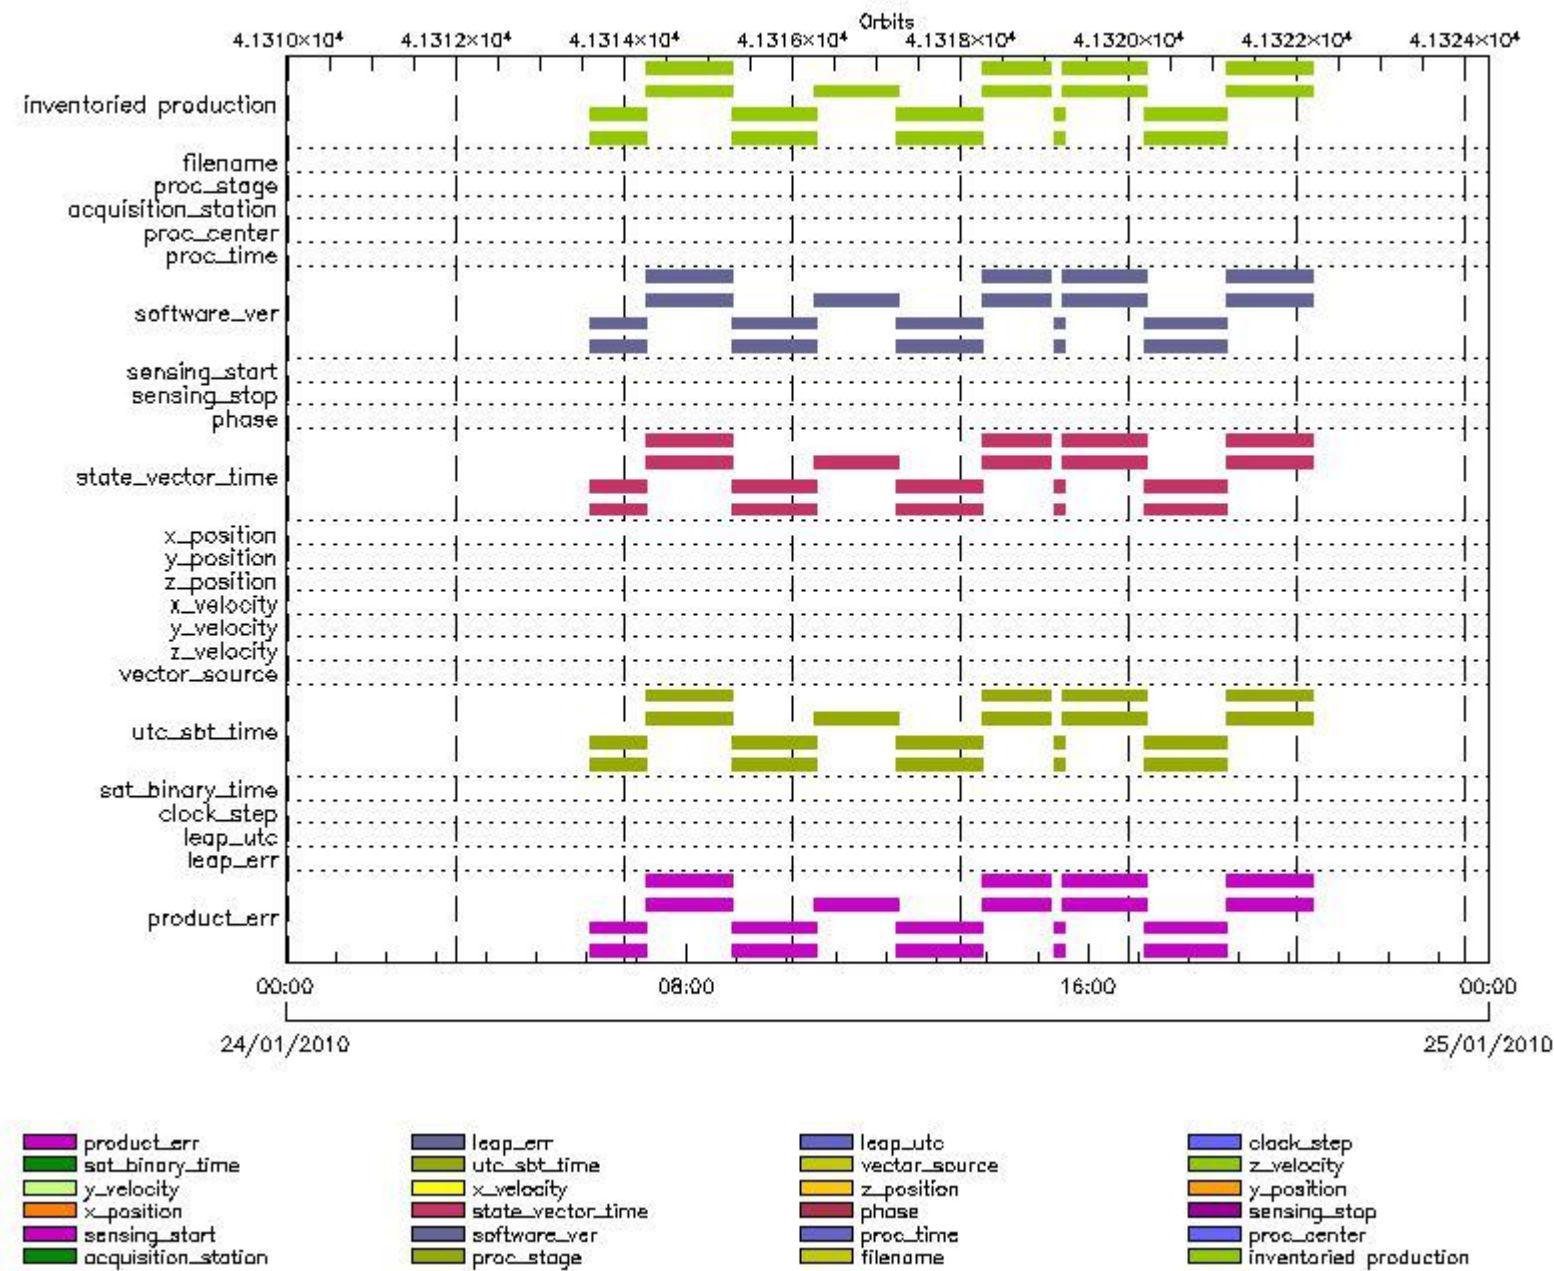 Orbits
4.1310×10⁴ 4.1312×10⁴ 4.1314×10⁴ 4.1316×10⁴ 4.1318×10⁴ 4.1320×10⁴ 4.1322×10⁴ 4.1324×10⁴
inventoried production
filename
proc_stage
acquisition_station
proc_center
proc_time
software_ver
sensing_start
sensing_stop
phase
state_vector_time
x_position
y_position
z_position
x_velocity
y_velocity
z_velocity
vector_source
utc_sbt_time
sat_binary_time
clock_step
leap_utc
leap_err
product_err
00:00 08:00 16:00 00:00
24/01/2010 25/01/2010
product_err leap_err leap_utc clock_step
sat_binary_time utc_sbt_time vector_source z_velocity
y_velocity x_velocity z_position y_position
x_position state_vector_time phase sensing_stop
sensing_start software_ver proc_time proc_center
acquisition_station proc_stage filename inventoried production